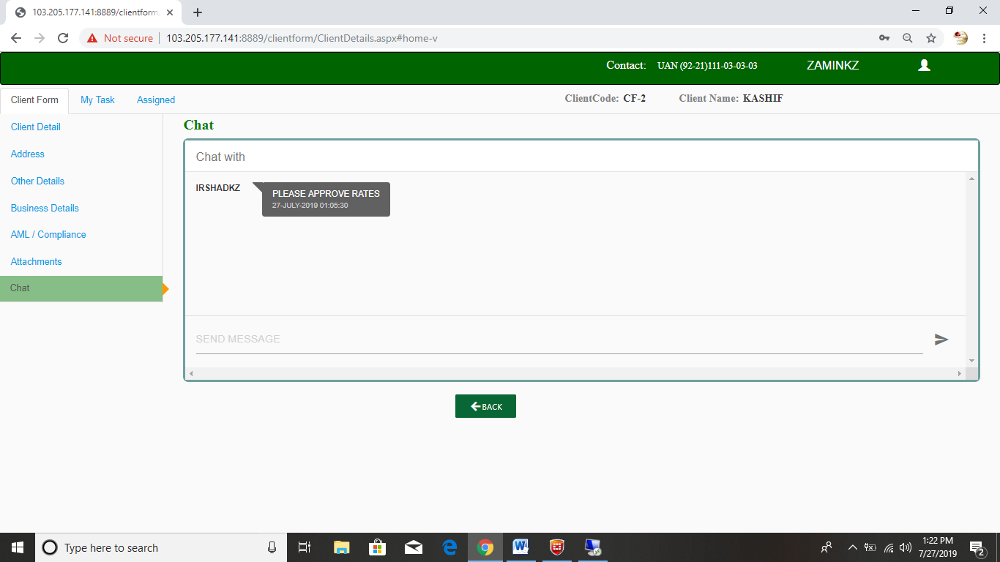 103.205.177.141:8889/clientform
Not secure 103.205.177.141:8889/clientform/ClientDetails.aspx#home-v
Contact: UAN (92-21)111-03-03-03 ZAMINKZ
Client Form My Task Assigned ClientCode: CF-2 Client Name: KASHIF
Client Detail
Address
Other Details
Business Details
AML / Compliance
Attachments
Chat
Chat
Chat with
IRSHADKZ PLEASE APPROVE RATES
27-JULY-2019 01:05:30
SEND MESSAGE
BACK
Type here to search
1:22 PM
7/27/2019
2